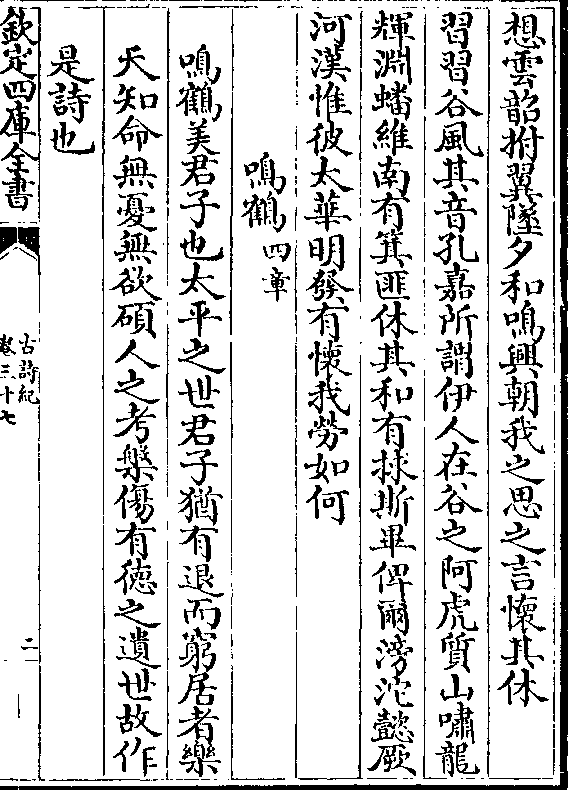 想雲韶拊翼墜夕和鳴興朝我之思之言懷其休
習習谷風其音孔嘉所謂伊人在谷之阿虎質山嘯龍
輝淵蟠維南有箕匪休其和有捄斯畢俾爾滂沱懿厥
河漢惟彼太華明發有懷我勞如何
鳴鶴四章
鳴鶴美君子也太平之世君子猶有退而窮居者樂
天知命無憂無欲碩人之考槃傷有德之遺世故作
是詩也
欽定四庫全書
古詩紀
卷三十七
二